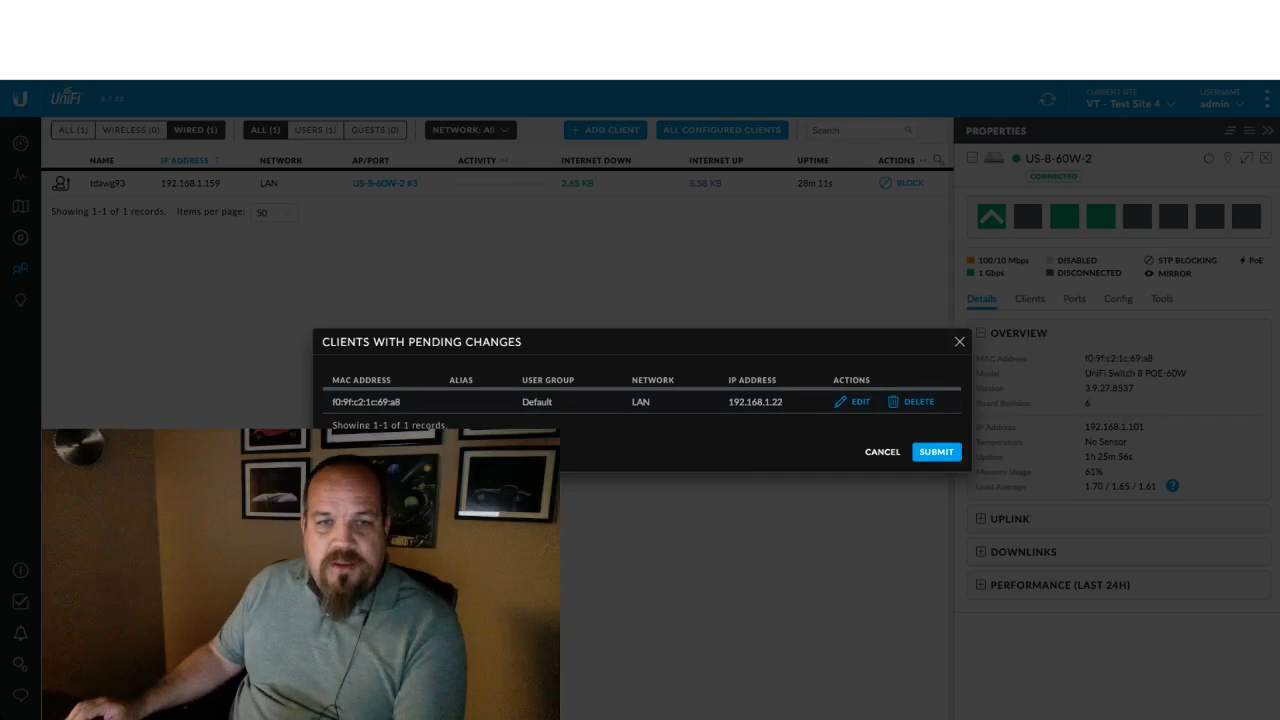 UniFi 5.7.23
CURRENT SITE
VT - Test Site 4
USERNAME
admin
ALL (1) WIRELESS (0) WIRED (1) ALL (1) USERS (1) GUESTS (0) NETWORK: All + ADD CLIENT ALL CONFIGURED CLIENTS Search
NAME IP ADDRESS NETWORK AP/PORT ACTIVITY INTERNET DOWN INTERNET UP UPTIME ACTIONS
tdawg93 192.168.1.159 LAN US-8-60W-2 #3 2.65 KB 8.58 KB 28m 11s BLOCK
Showing 1-1 of 1 records. Items per page: 50
CLIENTS WITH PENDING CHANGES
MAC ADDRESS ALIAS USER GROUP NETWORK IP ADDRESS ACTIONS
f0:9f:c2:1c:69:a8 Default LAN 192.168.1.22 EDIT DELETE
Showing 1-1 of 1 records.
CANCEL SUBMIT
PROPERTIES
US-8-60W-2
CONNECTED
100/10 Mbps DISABLED STP BLOCKING PoE
1 Gbps DISCONNECTED MIRROR
Details Clients Ports Config Tools
OVERVIEW
MAC Address f0:9f:c2:1c:69:a8
Model UniFi Switch 8 POE-60W
Version 3.9.27.8537
Board Revision 6
IP Address 192.168.1.101
Temperature No Sensor
Uptime 1h 25m 56s
Memory Usage 61%
Load Average 1.70 / 1.65 / 1.61 ?
UPLINK
DOWNLINKS
PERFORMANCE (LAST 24H)